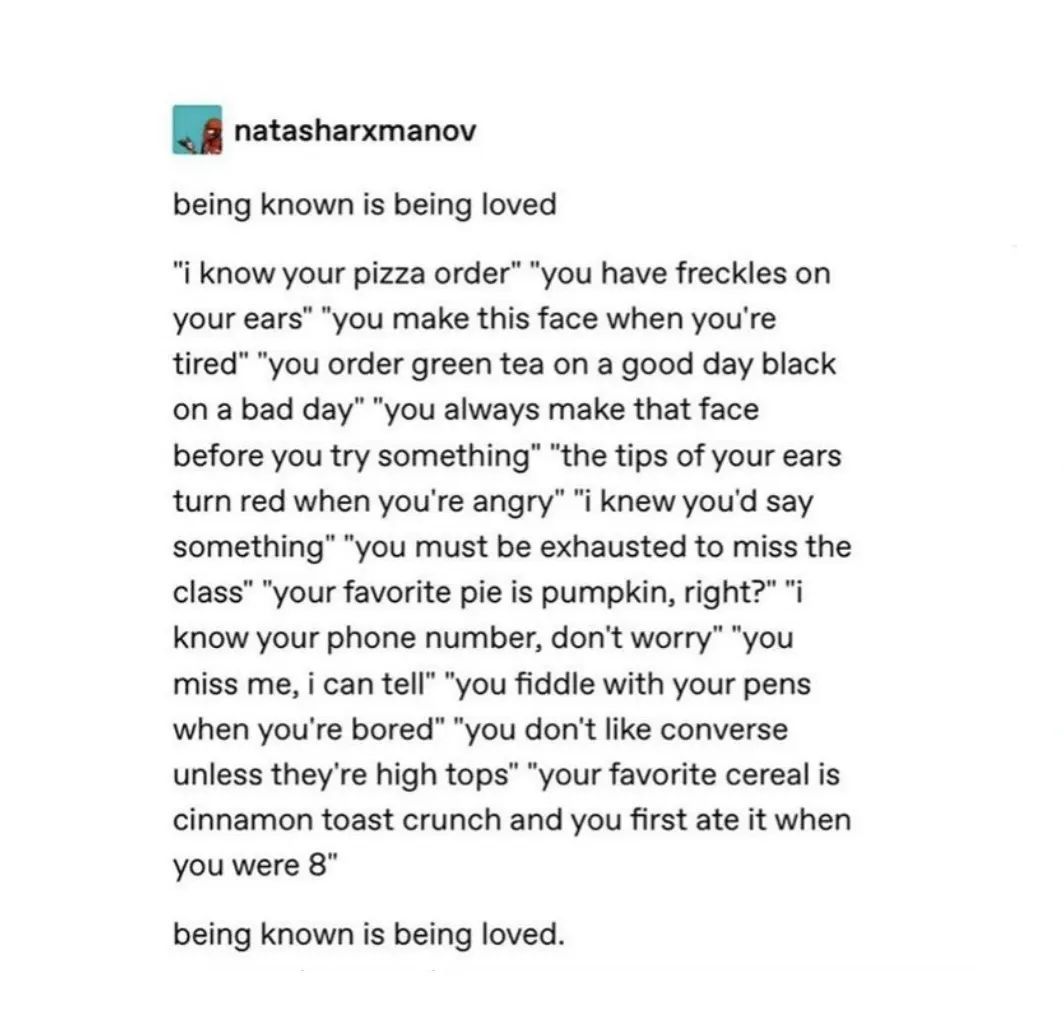 natasharxmanov
being known is being loved
"i know your pizza order" "you have freckles on
your ears" "you make this face when you're
tired" "you order green tea on a good day black
on a bad day" "you always make that face
before you try something" "the tips of your ears
turn red when you're angry" "i knew you'd say
something" "you must be exhausted to miss the
class" "your favorite pie is pumpkin, right?" "i
know your phone number, don't worry" "you
miss me, i can tell" "you fiddle with your pens
when you're bored" "you don't like converse
unless they're high tops" "your favorite cereal is
cinnamon toast crunch and you first ate it when
you were 8"
being known is being loved.